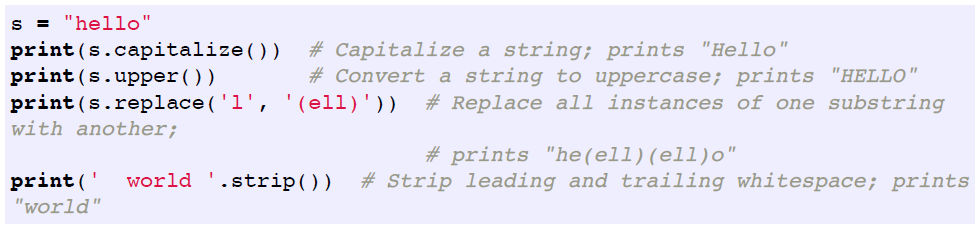 s = "hello"
print(s.capitalize())  # Capitalize a string; prints "Hello"
print(s.upper())       # Convert a string to uppercase; prints "HELLO"
print(s.replace('l', '(ell)'))  # Replace all instances of one substring
with another;
                                # prints "he(ell)(ell)o"
print('  world '.strip())  # Strip leading and trailing whitespace; prints
"world"